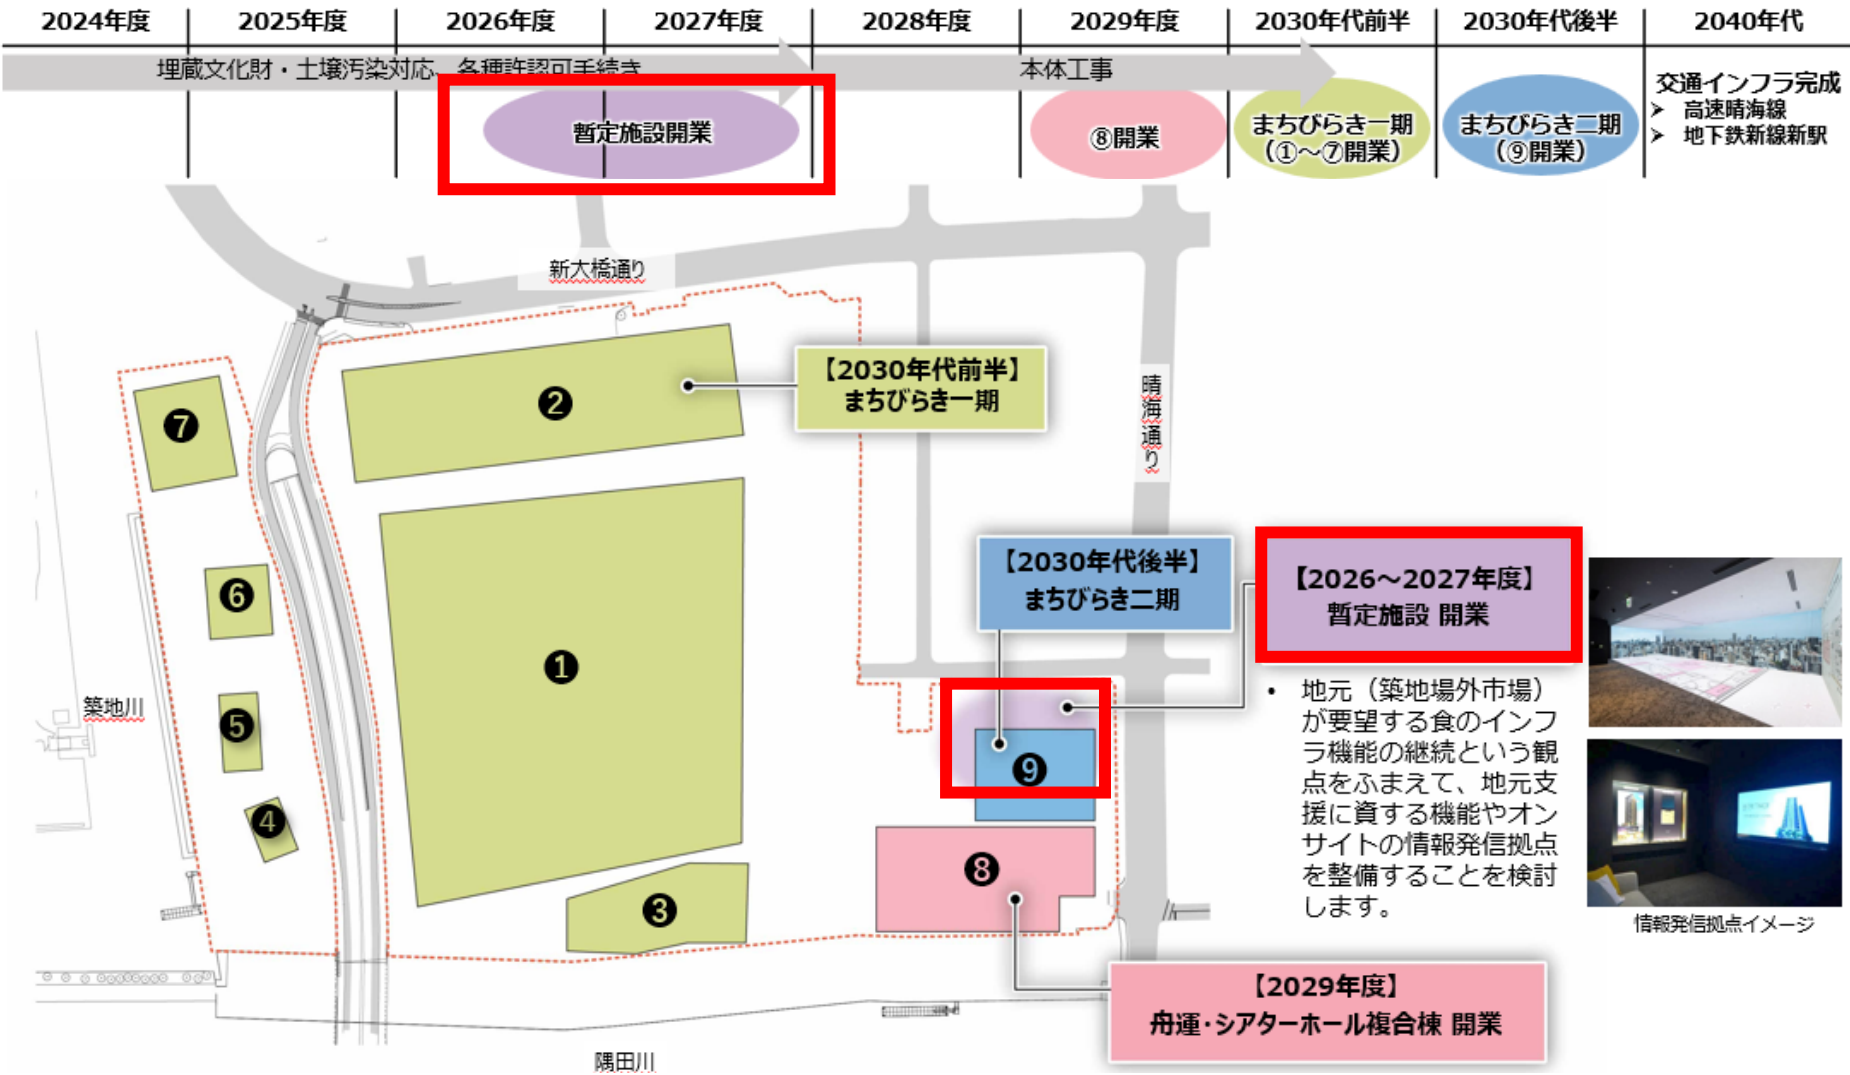 2024年度
2025年度
2026年度
2027年度
2028年度
2029年度
2030年代前半
2030年代後半
2040年代
埋蔵文化財・土壌汚染対応、各種許認可手続き
本体工事
暫定施設開業
⑧開業
まちびらき一期
（①～⑦開業）
まちびらき二期
（⑨開業）
交通インフラ完成
➢ 高速晴海線
➢ 地下鉄新線新駅
新大橋通り
【2030年代前半】
まちびらき一期
晴海通り
❼
❷
❻
❶
❺
❹
❸
❾
❽
築地川
【2030年代後半】
まちびらき二期
【2026～2027年度】
暫定施設 開業
• 地元（築地場外市場）
が要望する食のインフ
ラ機能の継続という観
点をふまえて、地元支
援に資する機能やオン
サイトの情報発信拠点
を整備することを検討
します。
情報発信拠点イメージ
【2029年度】
舟運・シアターホール複合棟 開業
隅田川